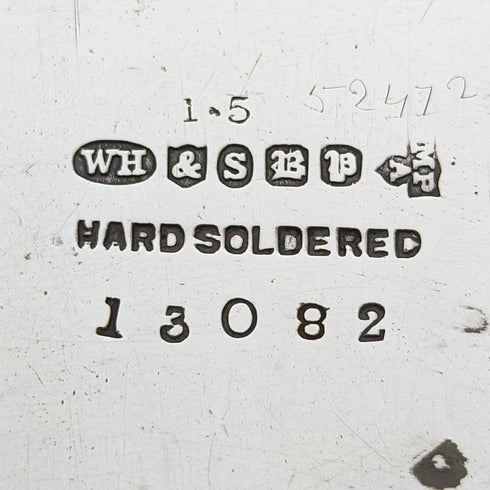 1.5 52472
WH & S B P
HARD SOLDERED
13082